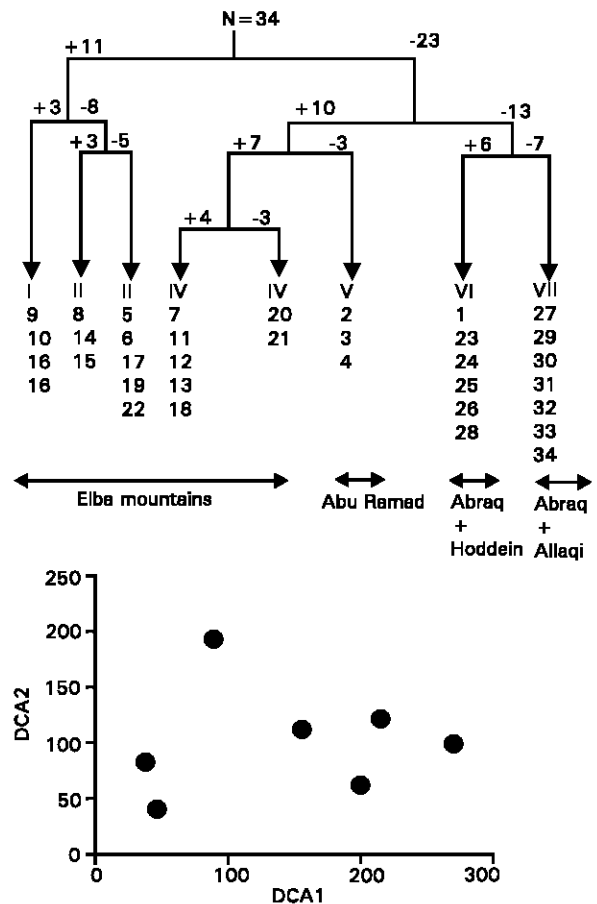 N=34
+11 -23
+3 -8 +10 -13
+3 -5 +7 -3 +6 -7
+4 -3
I II II IV IV V VI VII
9 8 5 7 20 2 1 27
10 14 6 11 21 3 23 29
16 15 17 12 4 24 30
16 19 13 25 31
22 18 26 32
28 33
34
Elba mountains Abu Ramad Abraq Abraq
+ +
Hoddein Allaqi
250
200
150
100
50
0
DCA2
0 100 200 300
DCA1